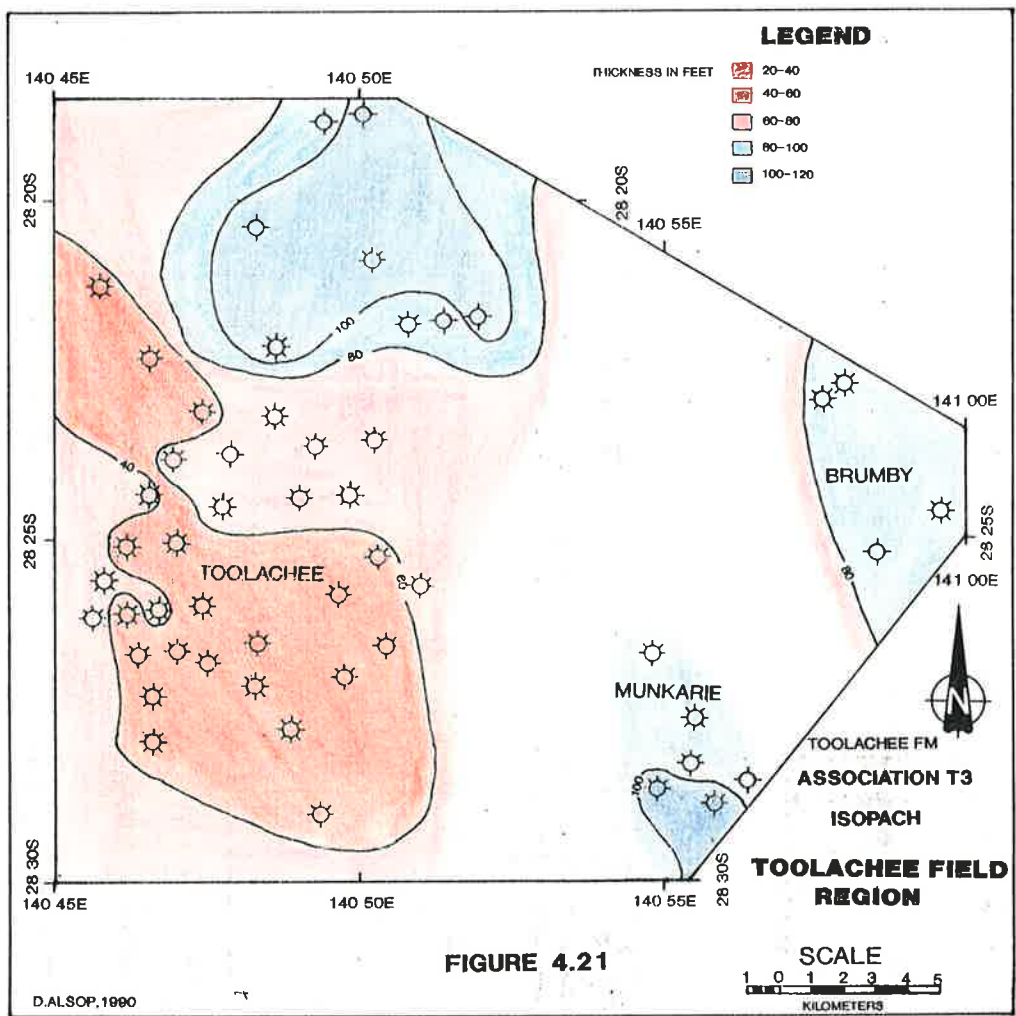 LEGEND
THICKNESS IN FEET
20-40
40-60
60-80
80-100
100-120
140 45E
140 50E
28 20S
28 20S
140 55E
100
80
141 00E
BRUMBY
40
28 25S
28 25S
TOOLACHEE
60
80
141 00E
MUNKARIE
N
TOOLACHEE FM
100
ASSOCIATION T3
ISOPACH
TOOLACHEE FIELD
REGION
28 30S
28 30S
140 45E
140 50E
140 55E
FIGURE 4.21
SCALE
1 0 1 2 3 4 5
KILOMETERS
D.ALSOP,1990